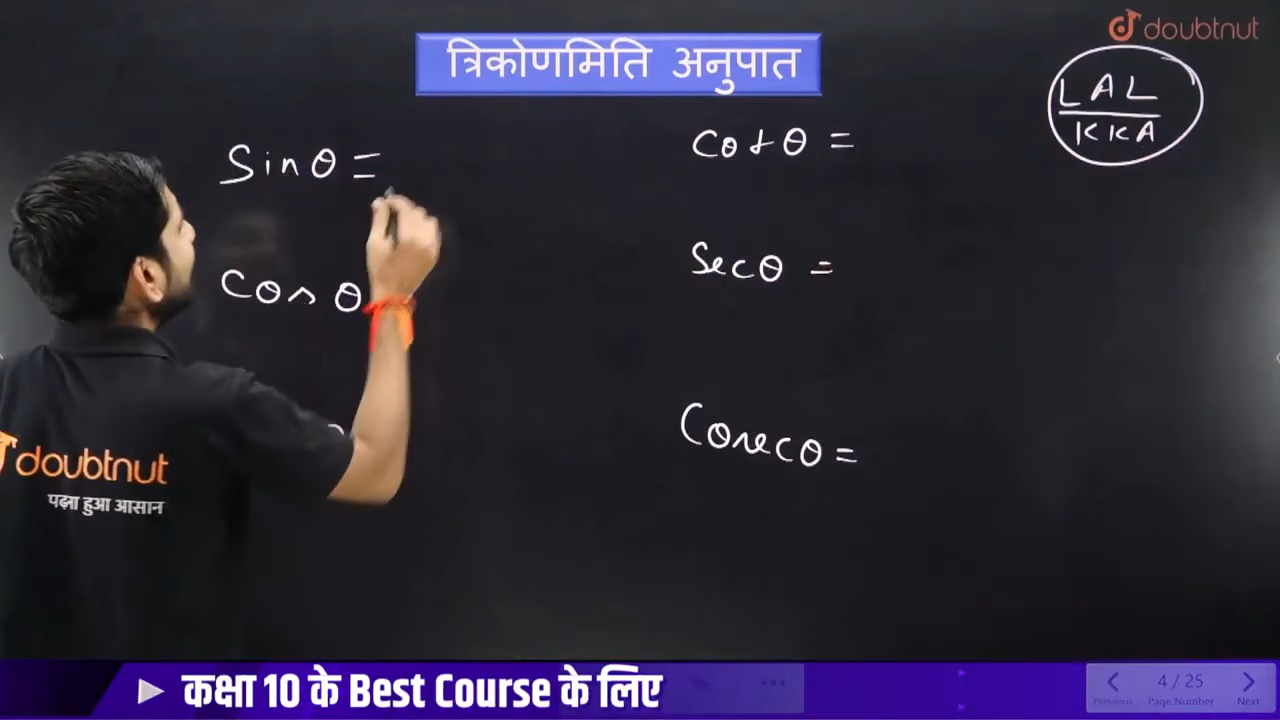 doubtnut
त्रिकोणमिति अनुपात
LAL
KKA
Sinθ =
Cotθ =
Cosθ
Secθ =
Cosecθ =
doubtnut
पढ़ना हुआ आसान
कक्षा 10 के Best Course के लिए
4 / 25
Previous Page Number Next